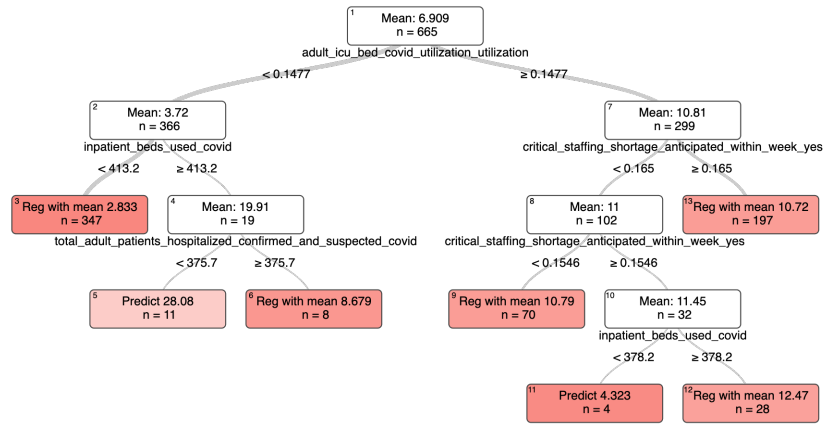 1
Mean: 6.909
n = 665
adult_icu_bed_covid_utilization_utilization
< 0.1477
≥ 0.1477
2
Mean: 3.72
n = 366
inpatient_beds_used_covid
7
Mean: 10.81
n = 299
critical_staffing_shortage_anticipated_within_week_yes
< 413.2
≥ 413.2
< 0.165
≥ 0.165
3
Reg with mean 2.833
n = 347
4
Mean: 19.91
n = 19
total_adult_patients_hospitalized_confirmed_and_suspected_covid
8
Mean: 11
n = 102
critical_staffing_shortage_anticipated_within_week_yes
13
Reg with mean 10.72
n = 197
< 375.7
≥ 375.7
< 0.1546
≥ 0.1546
5
Predict 28.08
n = 11
6
Reg with mean 8.679
n = 8
9
Reg with mean 10.79
n = 70
10
Mean: 11.45
n = 32
inpatient_beds_used_covid
< 378.2
≥ 378.2
11
Predict 4.323
n = 4
12
Reg with mean 12.47
n = 28